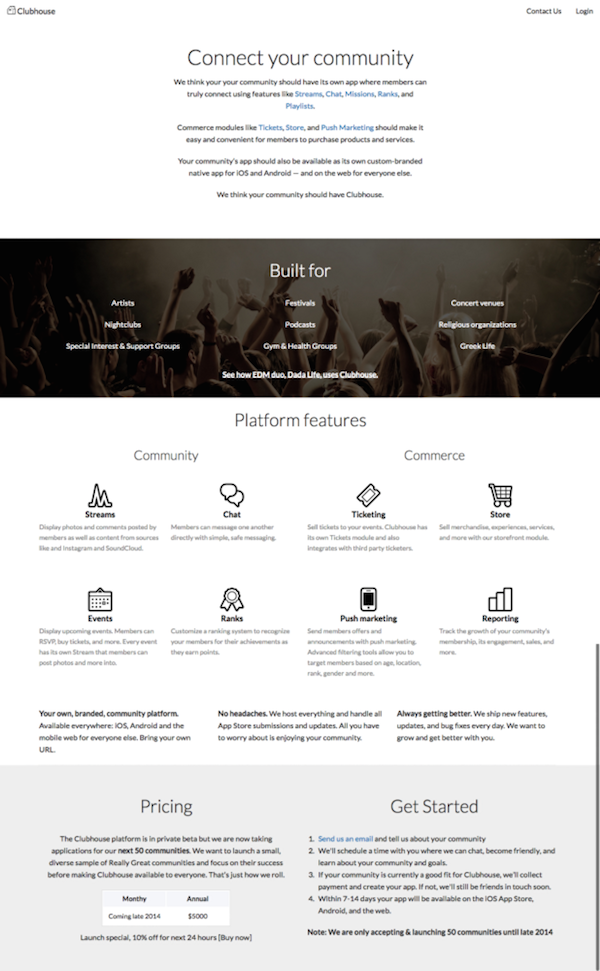 Clubhouse
Contact Us
Login
Connect your community
We think your your community should have its own app where members can
truly connect using features like Streams, Chat, Missions, Ranks, and
Playlists.
Commerce modules like Tickets, Store, and Push Marketing should make it
easy and convenient for members to purchase products and services.
Your community's app should also be available as its own custom-branded
native app for iOS and Android — and on the web for everyone else.
We think your community should have Clubhouse.
Built for
Artists
Festivals
Concert venues
Nightclubs
Podcasts
Religious organizations
Special Interest & Support Groups
Gym & Health Groups
Greek Life
See how EDM duo, Dada Life, uses Clubhouse.
Platform features
Community
Commerce
Streams
Display photos and comments posted by
members as well as content from sources
like and Instagram and SoundCloud.
Chat
Members can message one another
directly with simple, safe messaging.
Ticketing
Sell tickets to your events. Clubhouse has
its own Tickets module and also
integrates with third party ticketers.
Store
Sell merchandise, experiences, services,
and more with our storefront module.
Events
Display upcoming events. Members can
RSVP, buy tickets, and more. Every event
has its own Stream that members can
post photos and more into.
Ranks
Customize a ranking system to recognize
your members for their achievements as
they earn points.
Push marketing
Send members offers and
announcements with push marketing.
Advanced filtering tools allow you to
target members based on age, location,
rank, gender and more.
Reporting
Track the growth of your community's
membership, its engagement, sales, and
more.
Your own, branded, community platform.
Available everywhere: iOS, Android and the
mobile web for everyone else. Bring your own
URL.
No headaches. We host everything and handle all
App Store submissions and updates. All you have
to worry about is enjoying your community.
Always getting better. We ship new features,
updates, and bug fixes every day. We want to
grow and get better with you.
Pricing
The Clubhouse platform is in private beta but we are now taking
applications for our next 50 communities. We want to launch a small,
diverse sample of Really Great communities and focus on their success
before making Clubhouse available to everyone. That's just how we roll.
Monthy
Annual
Coming late 2014
$5000
Launch special, 10% off for next 24 hours [Buy now]
Get Started
1. Send us an email and tell us about your community
2. We'll schedule a time with you where we can chat, become friendly, and
learn about your community and goals.
3. If your community is currently a good fit for Clubhouse, we'll collect
payment and create your app. If not, we'll still be friends in touch soon.
4. Within 7-14 days your app will be available on the iOS App Store,
Android, and the web.
Note: We are only accepting & launching 50 communities until late 2014